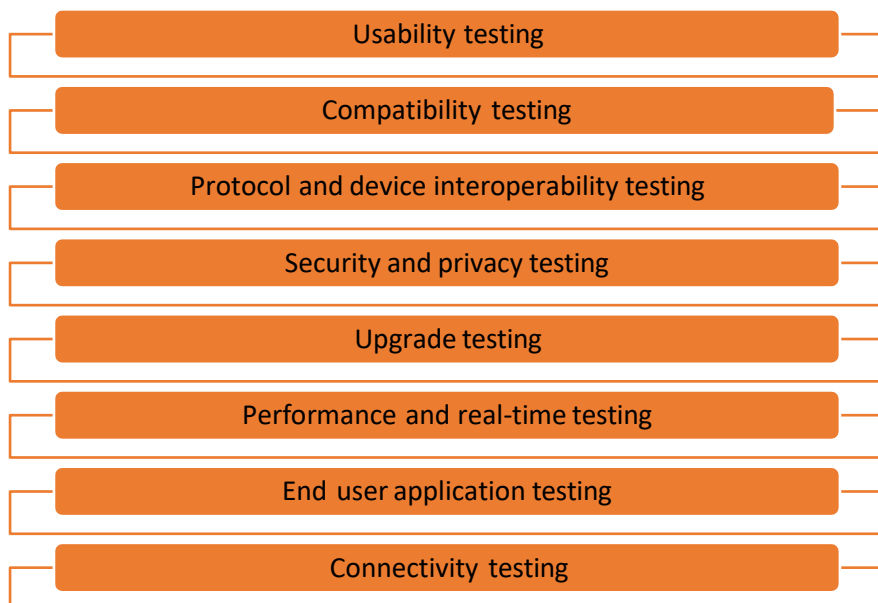 Usability testing
Compatibility testing
Protocol and device interoperability testing
Security and privacy testing
Upgrade testing
Performance and real-time testing
End user application testing
Connectivity testing